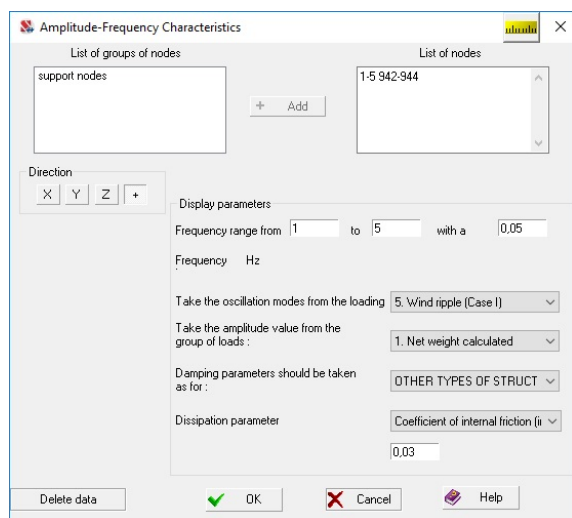 Amplitude-Frequency Characteristics
List of groups of nodes
List of nodes
support nodes
+ Add
1-5 942-944
Direction
X Y Z +
Display parameters
Frequency range from 1 to 5 with a 0,05
Frequency Hz
Take the oscillation modes from the loading 5. Wind ripple (Case I)
Take the amplitude value from the
group of loads : 1. Net weight calculated
Damping parameters should be taken
as for : OTHER TYPES OF STRUCT
Dissipation parameter Coefficient of internal friction (i
0,03
Delete data OK Cancel Help